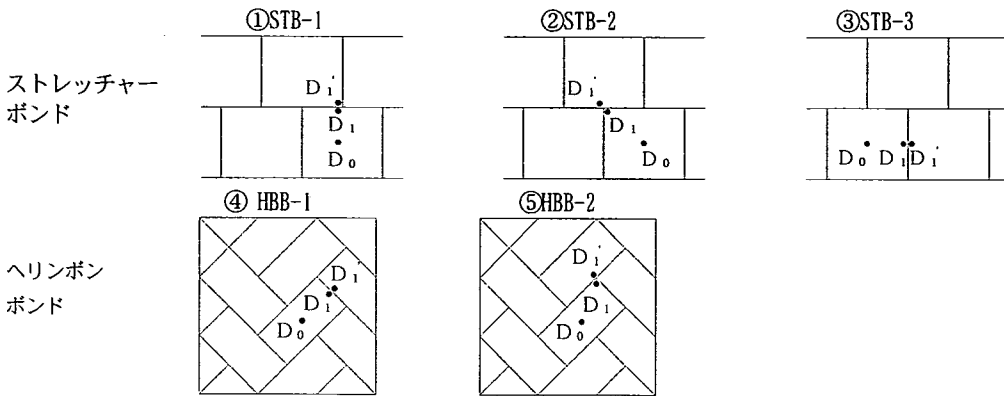 ①STB-1 ②STB-2 ③STB-3
ストレッチャー
ボンド
D₁'
D₁
D₀
D₁'
D₁
D₀
D₀ D₁ D₁'
④ HBB-1 ⑤HBB-2
ヘリンボン
ボンド
D₁'
D₁
D₀
D₁'
D₁
D₀